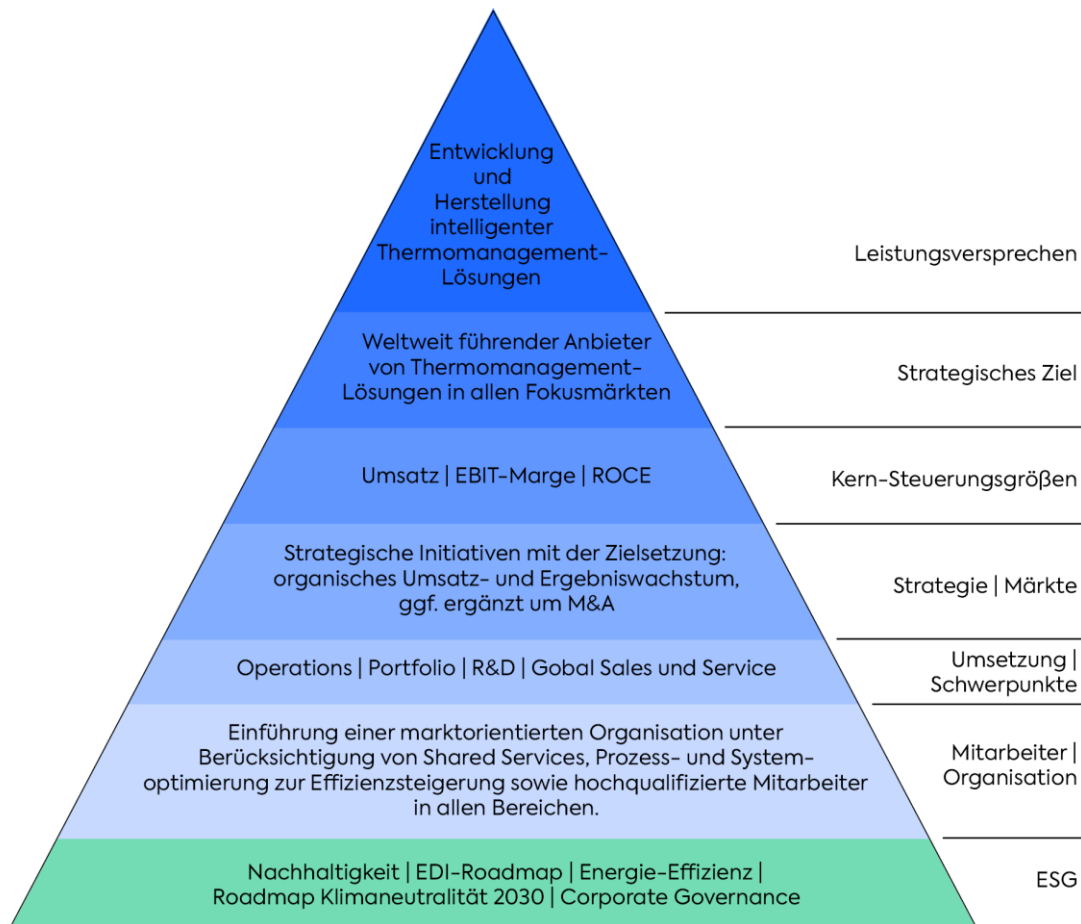 Entwicklung
und
Herstellung
intelligenter
Thermomanagement-
Lösungen
Leistungsversprechen
Weltweit führender Anbieter
von Thermomanagement-
Lösungen in allen Fokusmärkten
Strategisches Ziel
Umsatz | EBIT-Marge | ROCE
Kern-Steuerungsgrößen
Strategische Initiativen mit der Zielsetzung:
organisches Umsatz- und Ergebniswachstum,
ggf. ergänzt um M&A
Strategie | Märkte
Operations | Portfolio | R&D | Gobal Sales und Service
Umsetzung |
Schwerpunkte
Einführung einer marktorientierten Organisation unter
Berücksichtigung von Shared Services, Prozess- und System-
optimierung zur Effizienzsteigerung sowie hochqualifizierte Mitarbeiter
in allen Bereichen.
Mitarbeiter |
Organisation
Nachhaltigkeit | EDI-Roadmap | Energie-Effizienz |
Roadmap Klimaneutralität 2030 | Corporate Governance
ESG